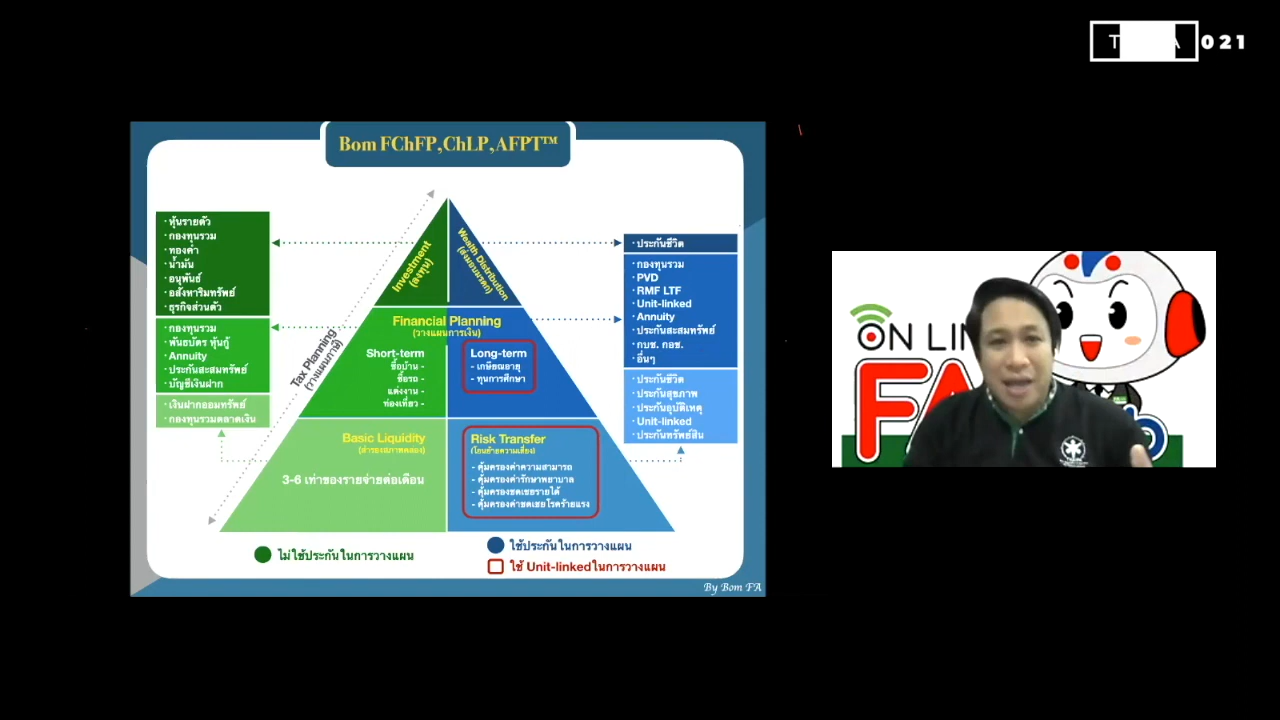 021
Bom FChFP,ChLP,AFPT™
· หุ้นรายตัว
· กองทุนรวม
· ทองคำ
· น้ำมัน
· อนุพันธ์
· อสังหาริมทรัพย์
· ธุรกิจส่วนตัว
· กองทุนรวม
· พันธบัตร หุ้นกู้
· Annuity
· ประกันสะสมทรัพย์
· บัญชีเงินฝาก
· เงินฝากออมทรัพย์
· กองทุนรวมตลาดเงิน
Tax Planning
(วางแผนภาษี)
Investment
(ลงทุน)
Wealth Distribution
(ส่งมอบมรดก)
Financial Planning
(วางแผนการเงิน)
Short-term
ซื้อบ้าน -
ซื้อรถ -
แต่งงาน -
ท่องเที่ยว -
Long-term
- เกษียณอายุ
- ทุนการศึกษา
Basic Liquidity
(สำรองสภาพคล่อง)
3-6 เท่าของรายจ่ายต่อเดือน
Risk Transfer
(โอนย้ายความเสี่ยง)
- คุ้มครองค่าความสามารถ
- คุ้มครองค่ารักษาพยาบาล
- คุ้มครองชดเชยรายได้
- คุ้มครองค่าชดเชยโรคร้ายแรง
· ประกันชีวิต
· กองทุนรวม
· PVD
· RMF LTF
· Unit-linked
· Annuity
· ประกันสะสมทรัพย์
· กบช. กอช.
· อื่นๆ
· ประกันชีวิต
· ประกันสุขภาพ
· ประกันอุบัติเหตุ
· Unit-linked
· ประกันทรัพย์สิน
ไม่ใช้ประกันในการวางแผน
ใช้ประกันในการวางแผน
ใช้ Unit-linkedในการวางแผน
By Bom FA
ON LIN
FA